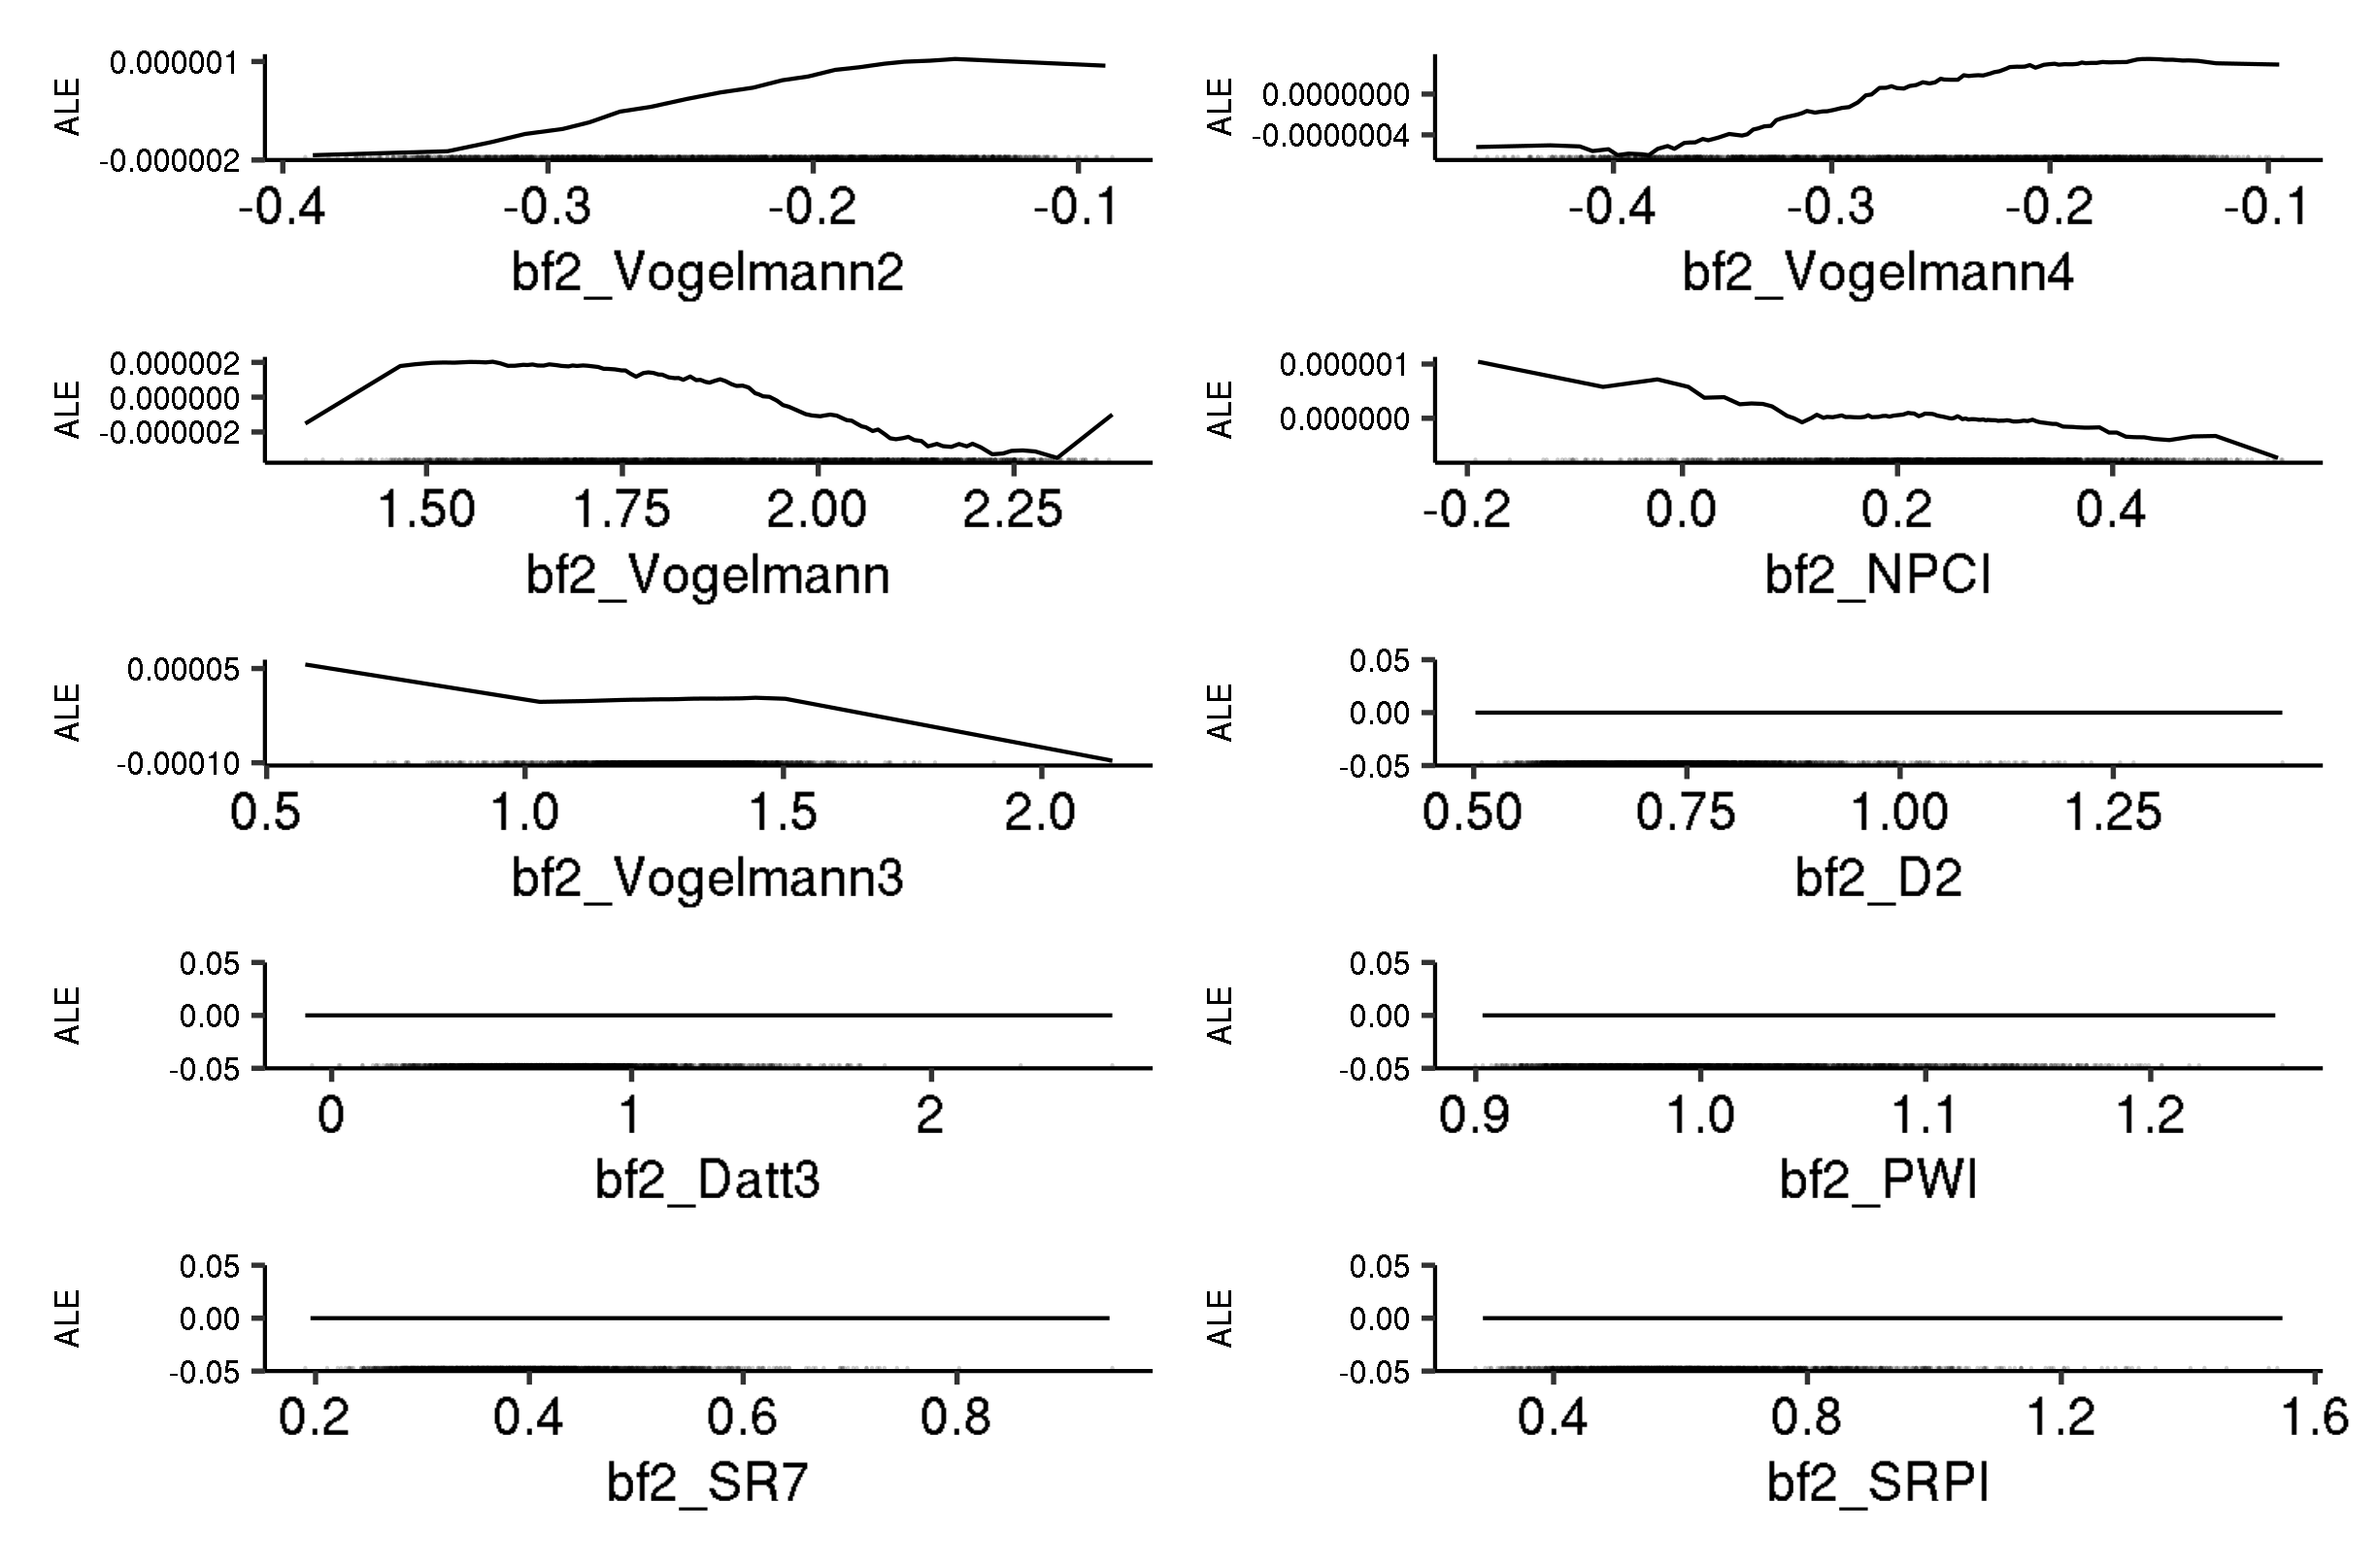 ALE
0.000001
-0.000002
-0.4 -0.3 -0.2 -0.1
bf2_Vogelmann2
ALE
0.0000000
-0.0000004
-0.4 -0.3 -0.2 -0.1
bf2_Vogelmann4
ALE
0.000002
0.000000
-0.000002
1.50 1.75 2.00 2.25
bf2_Vogelmann
ALE
0.000001
0.000000
-0.2 0.0 0.2 0.4
bf2_NPCI
ALE
0.00005
-0.00010
0.5 1.0 1.5 2.0
bf2_Vogelmann3
ALE
0.05
0.00
-0.05
0.50 0.75 1.00 1.25
bf2_D2
ALE
0.05
0.00
-0.05
0 1 2
bf2_Datt3
ALE
0.05
0.00
-0.05
0.9 1.0 1.1 1.2
bf2_PWI
ALE
0.05
0.00
-0.05
0.2 0.4 0.6 0.8
bf2_SR7
ALE
0.05
0.00
-0.05
0.4 0.8 1.2 1.6
bf2_SRPI